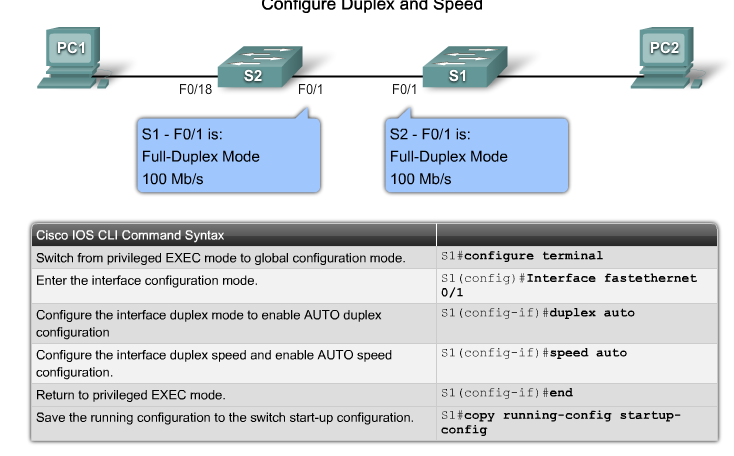 Configure Duplex and Speed
PC1
PC2
S2
S1
F0/18
F0/1
F0/1
S1 - F0/1 is:
Full-Duplex Mode
100 Mb/s
S2 - F0/1 is:
Full-Duplex Mode
100 Mb/s
Cisco IOS CLI Command Syntax
Switch from privileged EXEC mode to global configuration mode.
S1#configure terminal
Enter the interface configuration mode.
S1(config)#Interface fastethernet
0/1
Configure the interface duplex mode to enable AUTO duplex
configuration
S1(config-if)#duplex auto
Configure the interface duplex speed and enable AUTO speed
configuration.
S1(config-if)#speed auto
Return to privileged EXEC mode.
S1(config-if)#end
Save the running configuration to the switch start-up configuration.
S1#copy running-config startup-
config